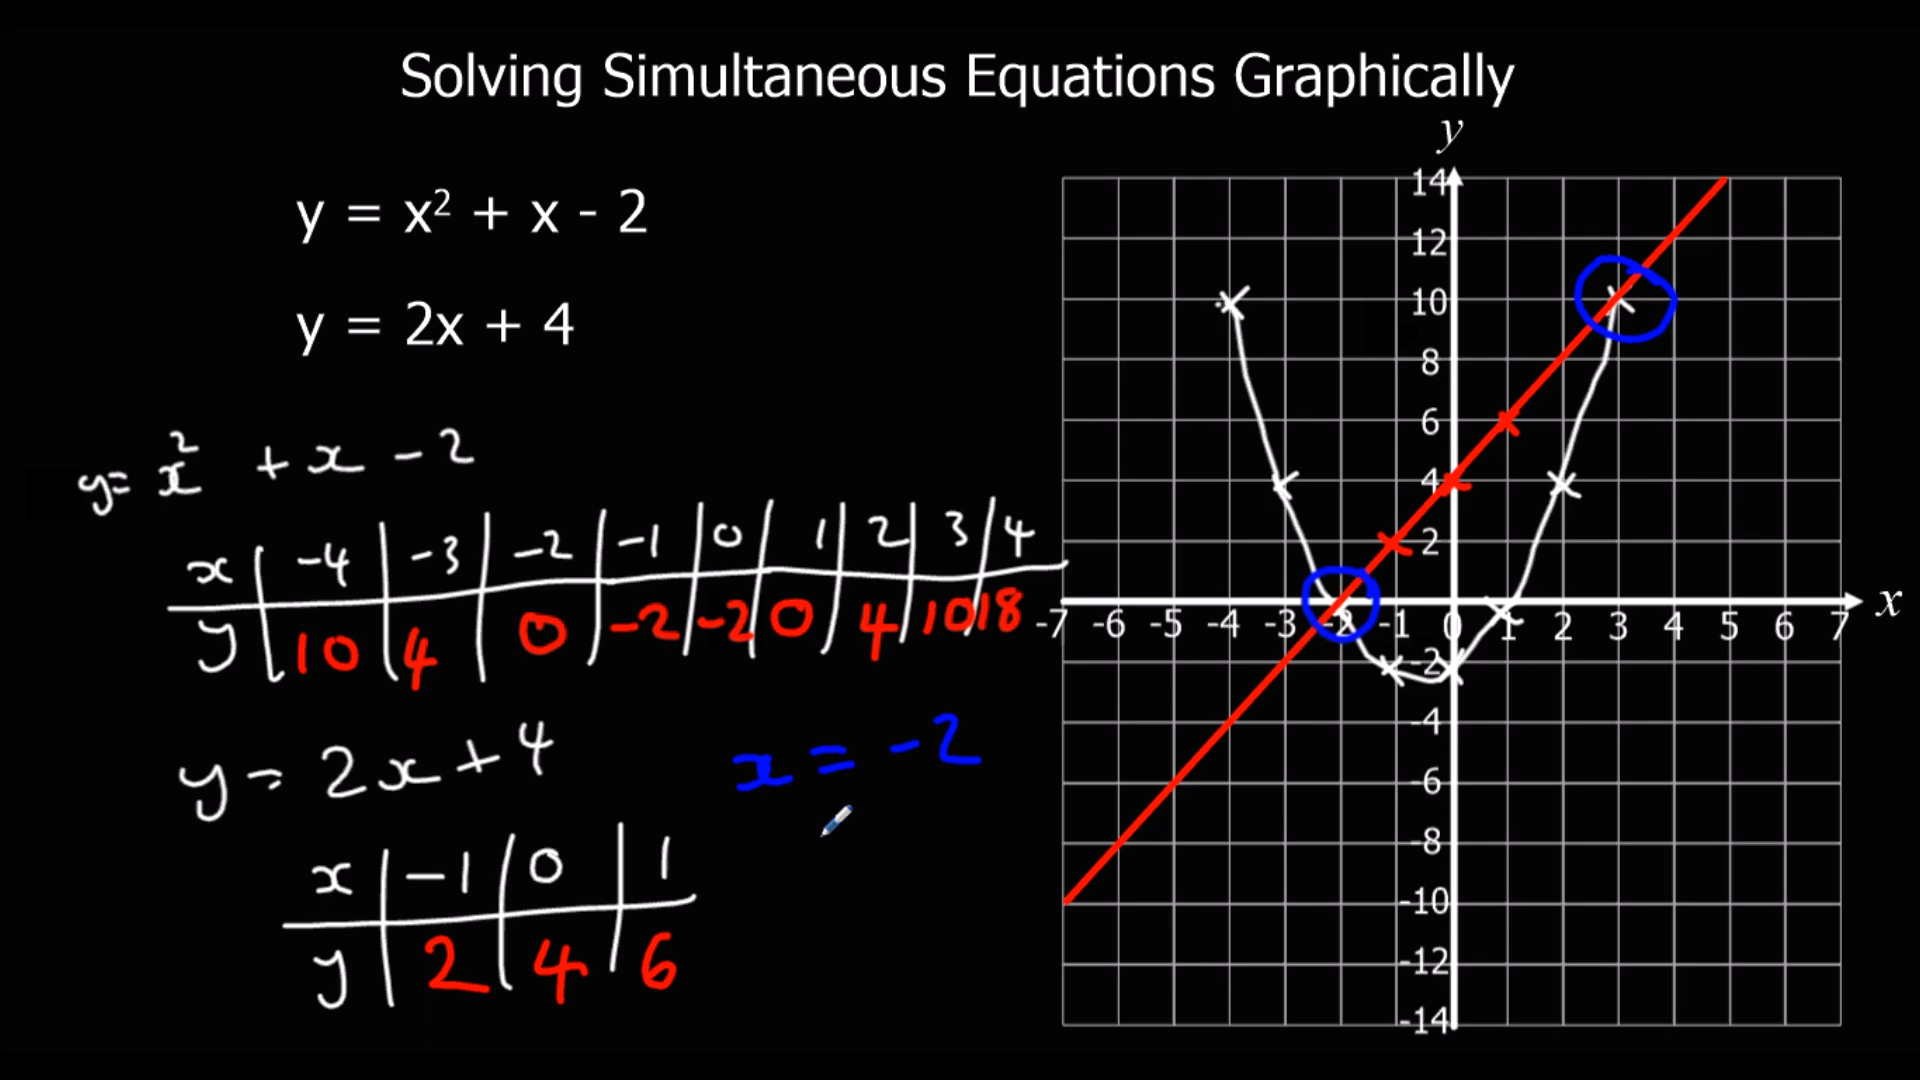 Solving Simultaneous Equations Graphically
y = x² + x - 2
y = 2x + 4
y= x² + x - 2
x -4 -3 -2 -1 0 1 2 3 4
y 10 4 0 -2 -2 0 4 10 18
y = 2x+4
x = -2
x -1 0 1
y 2 4 6
y
14
12
10
8
6
4
2
-7 -6 -4 -3 -2 -1 0 1 2 3 4 5 6 7 x
-2
-4
-6
-8
-10
-12
-14